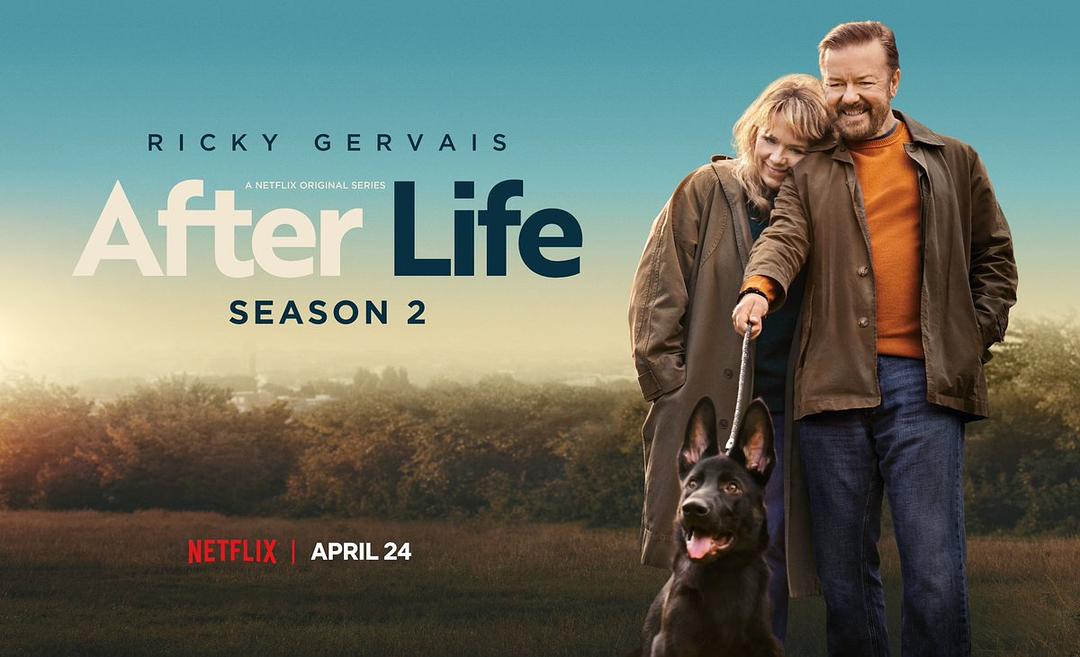 RICKY GERVAIS
A NETFLIX ORIGINAL SERIES
After Life
SEASON 2
NETFLIX | APRIL 24